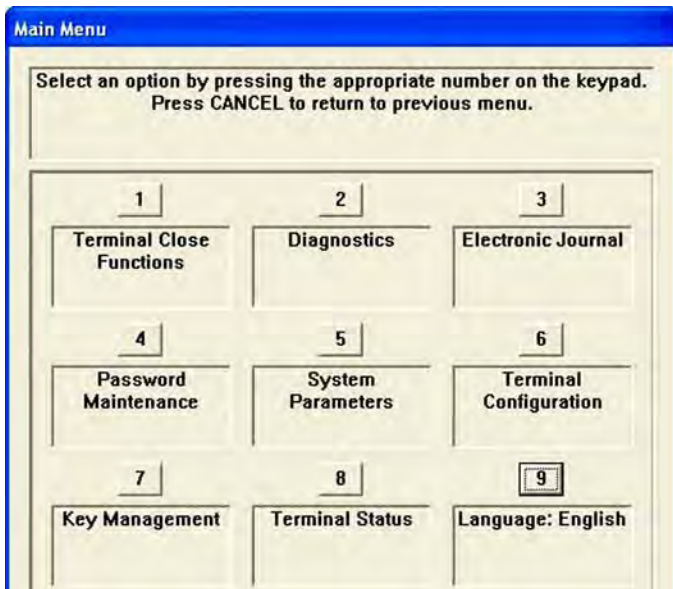 Main Menu
Select an option by pressing the appropriate number on the keypad.
Press CANCEL to return to previous menu.
1
2
3
Terminal Close
Functions
Diagnostics
Electronic Journal
4
5
6
Password
Maintenance
System
Parameters
Terminal
Configuration
7
8
9
Key Management
Terminal Status
Language: English